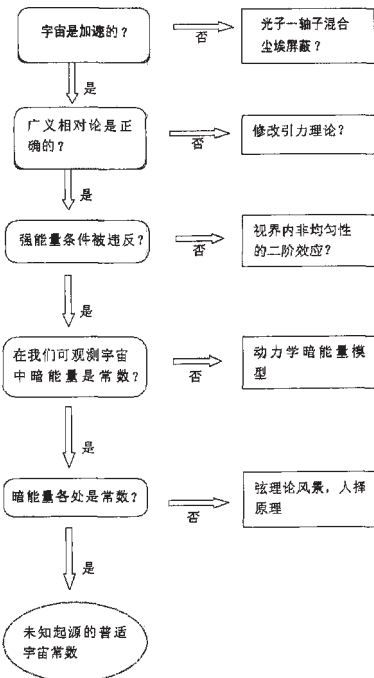 宇宙是加速的？
否
光子—轴子混合
尘埃屏蔽？
是
广义相对论是正
确的？
否
修改引力理论？
是
强能量条件被违反？
否
视界内非均匀性
的二阶效应？
是
在我们可观测宇宙
中暗能量是常数？
否
动力学暗能量模
型
是
暗能量各处是常数？
否
弦理论风景，人择
原理
是
未知起源的普适
宇宙常数